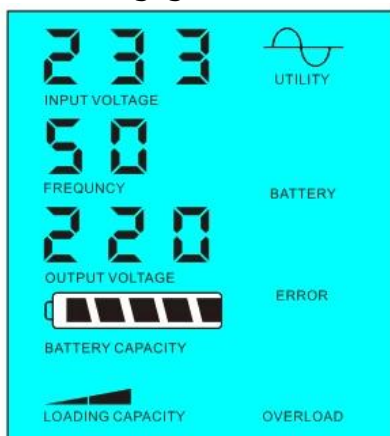 233
INPUT VOLTAGE
UTILITY
50
FREQUNCY
BATTERY
220
OUTPUT VOLTAGE
ERROR
BATTERY CAPACITY
LOADING CAPACITY
OVERLOAD